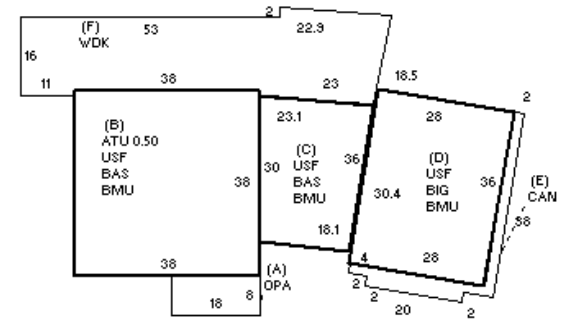 2
(F)
WDK
53
22.9
16
11
38
23
18.5
2
23.1
28
(B)
ATU 0.50
USF
BAS
BMU
(C)
USF
BAS
BMU
30
36
38
(D)
USF
BIG
BMU
36
30.4
(E)
CAN
38
18.1
38
4
28
(A)
OPA
2
2
8
18
20
2